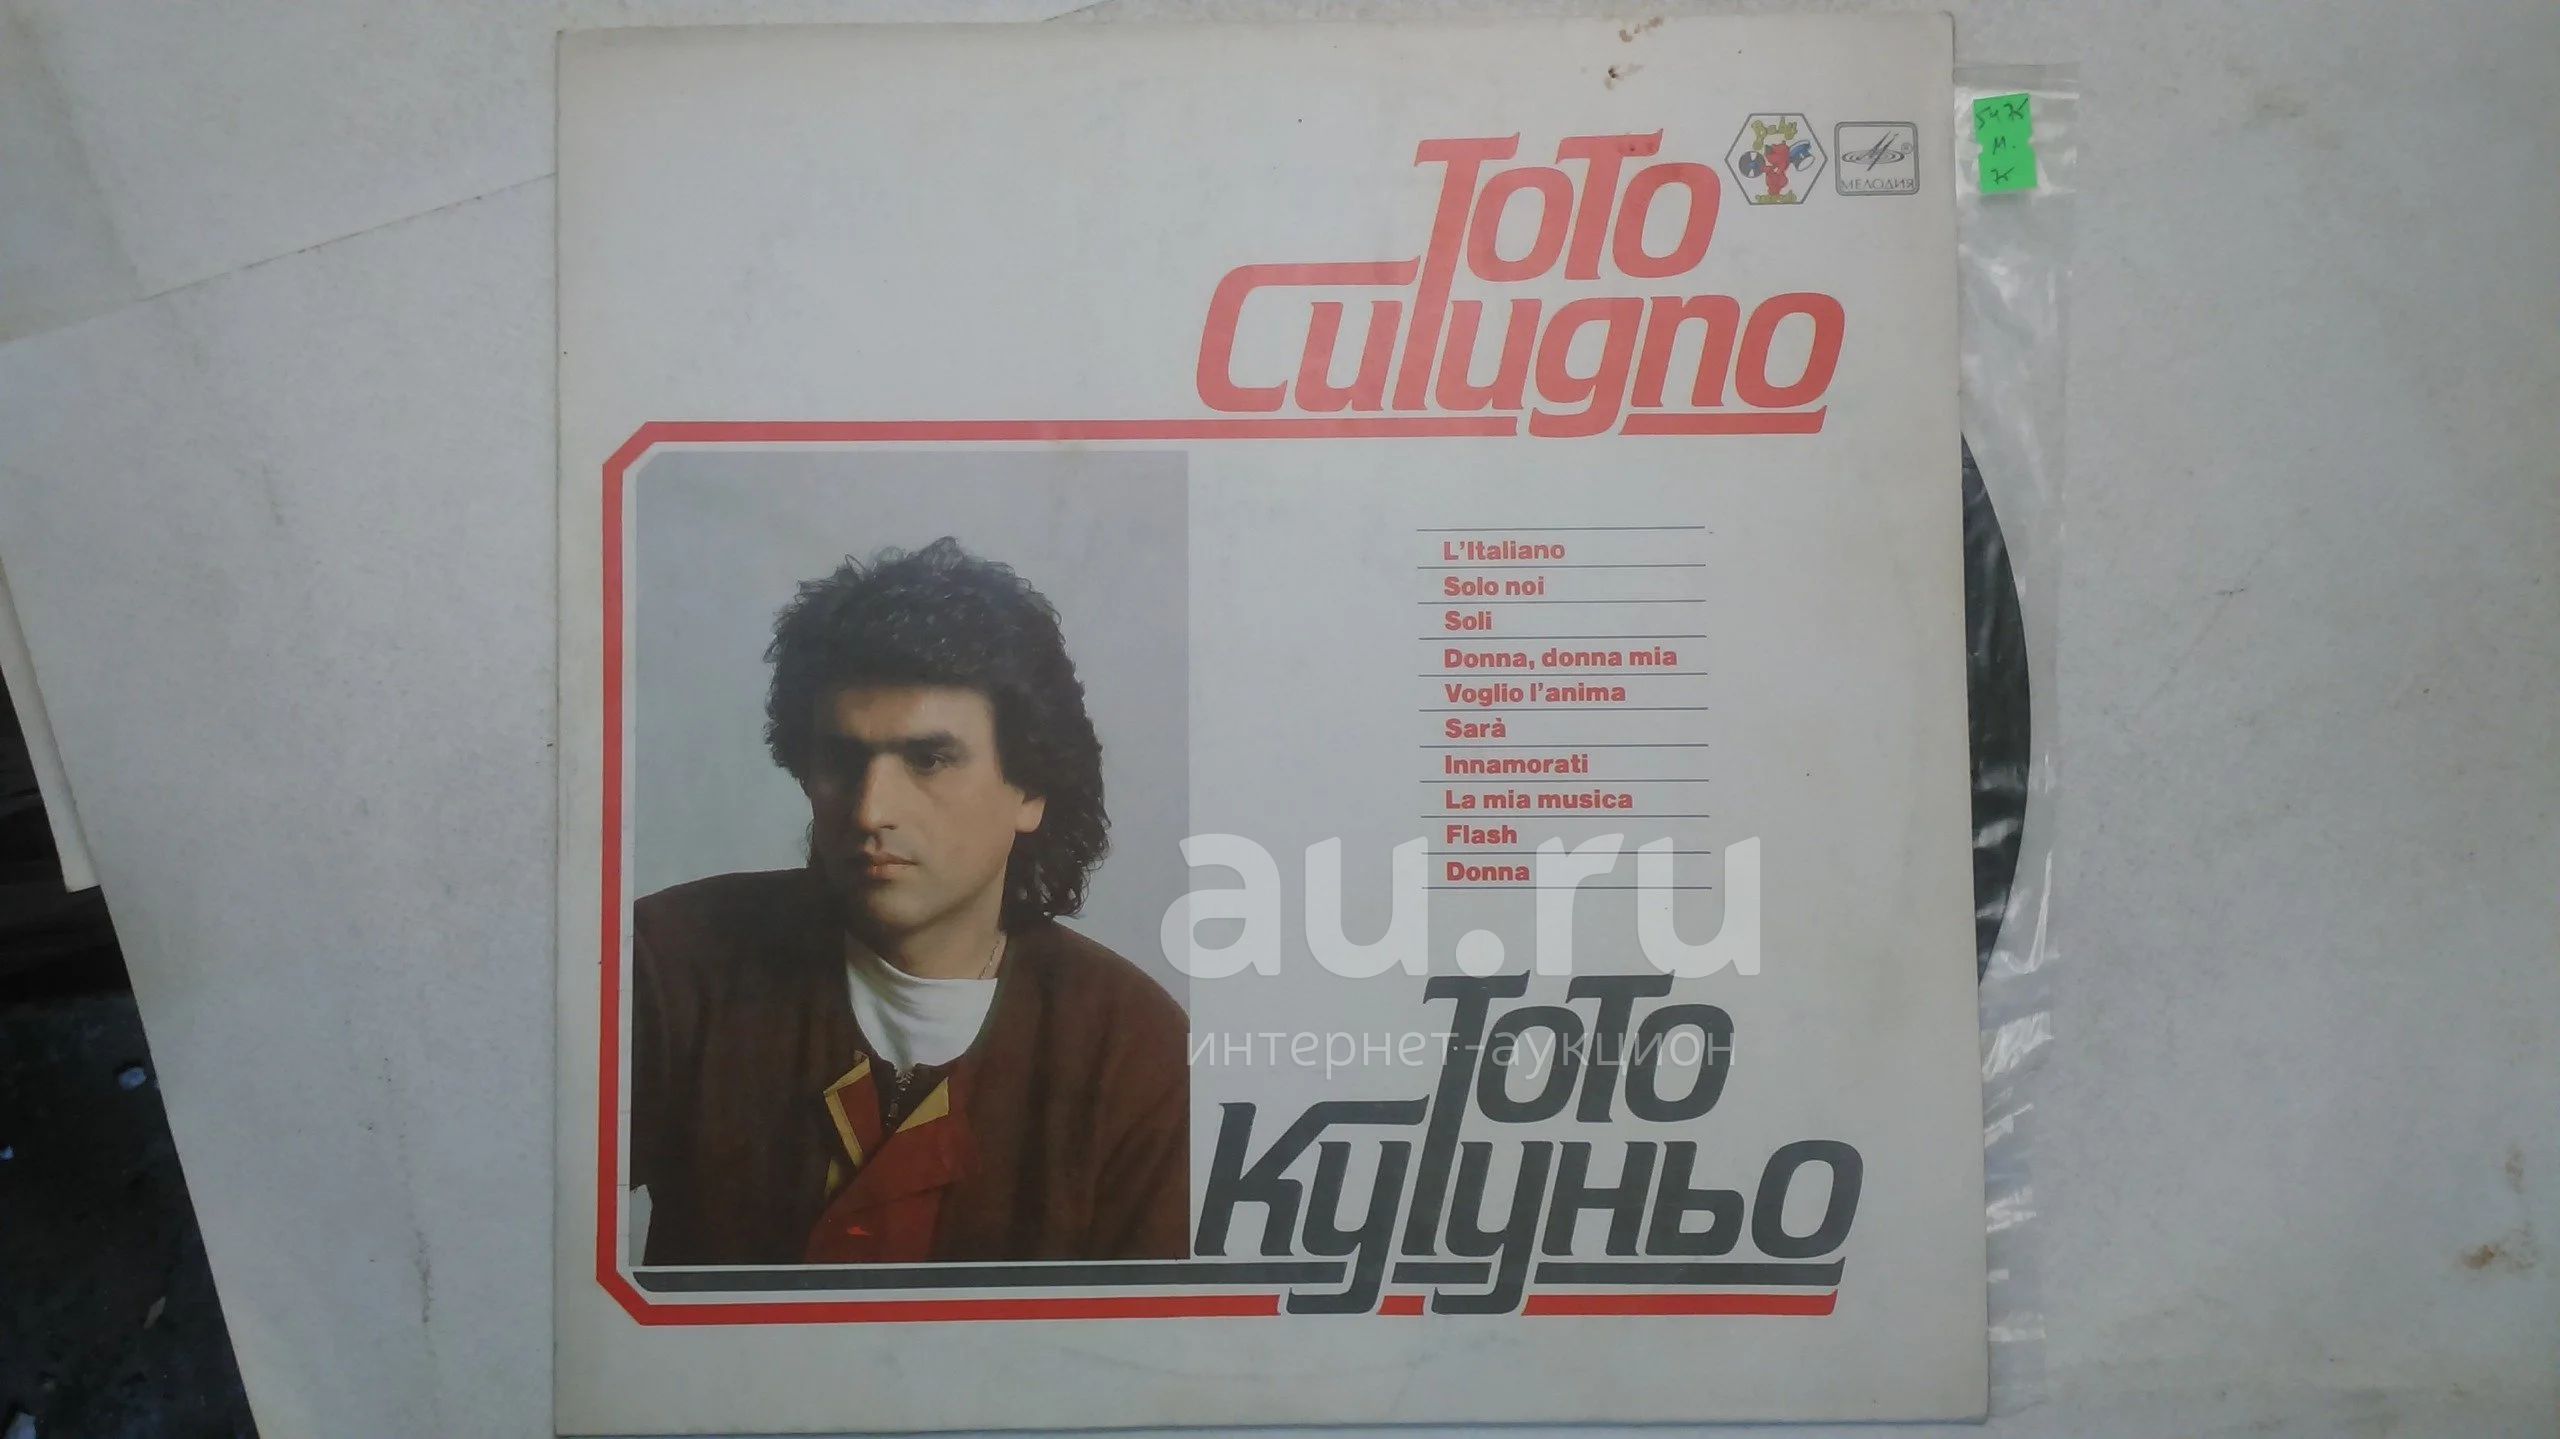 Toto
Cutugno
Baby
МЕЛОДИЯ
L'Italiano
Solo noi
Soli
Donna, donna mia
Voglio l'anima
Sarà
Innamorati
La mia musica
Flash
Donna
au.ru
интернет-аукцион
Тото
Кутуньо